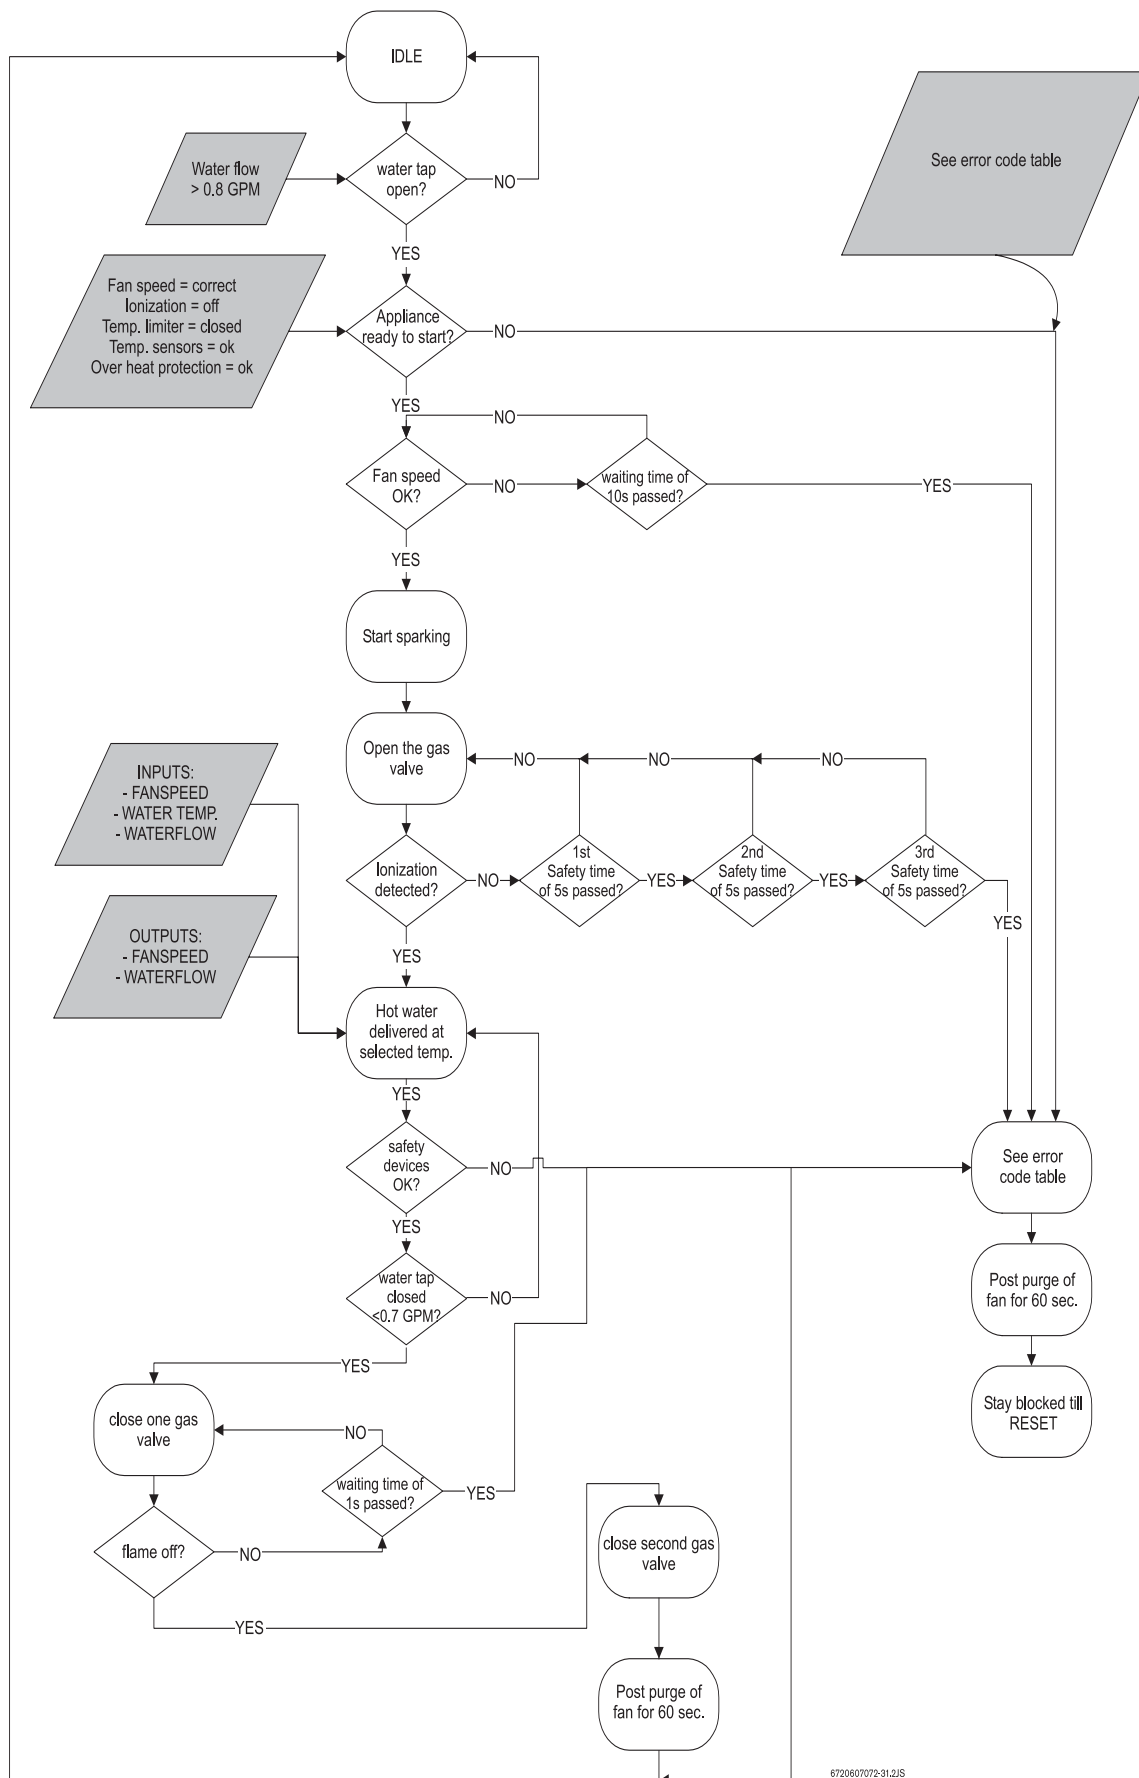 IDLE
Water flow
> 0.8 GPM
water tap
open?
NO
See error code table
YES
Fan speed = correct
Ionization = off
Temp. limiter = closed
Temp. sensors = ok
Over heat protection = ok
Appliance
ready to start?
NO
YES
NO
Fan speed
OK?
NO
waiting time of
10s passed?
YES
YES
Start sparking
Open the gas
valve
NO
NO
NO
INPUTS:
- FANSPEED
- WATER TEMP.
- WATERFLOW
Ionization
detected?
NO
1st
Safety time
of 5s passed?
YES
2nd
Safety time
of 5s passed?
YES
3rd
Safety time
of 5s passed?
YES
YES
OUTPUTS:
- FANSPEED
- WATERFLOW
Hot water
delivered at
selected temp.
YES
safety
devices
OK?
NO
See error
code table
YES
water tap
closed
<0.7 GPM?
NO
Post purge of
fan for 60 sec.
YES
Stay blocked till
RESET
close one gas
valve
NO
waiting time of
1s passed?
YES
flame off?
NO
close second gas
valve
YES
Post purge of
fan for 60 sec.
6720607072-31.2JS